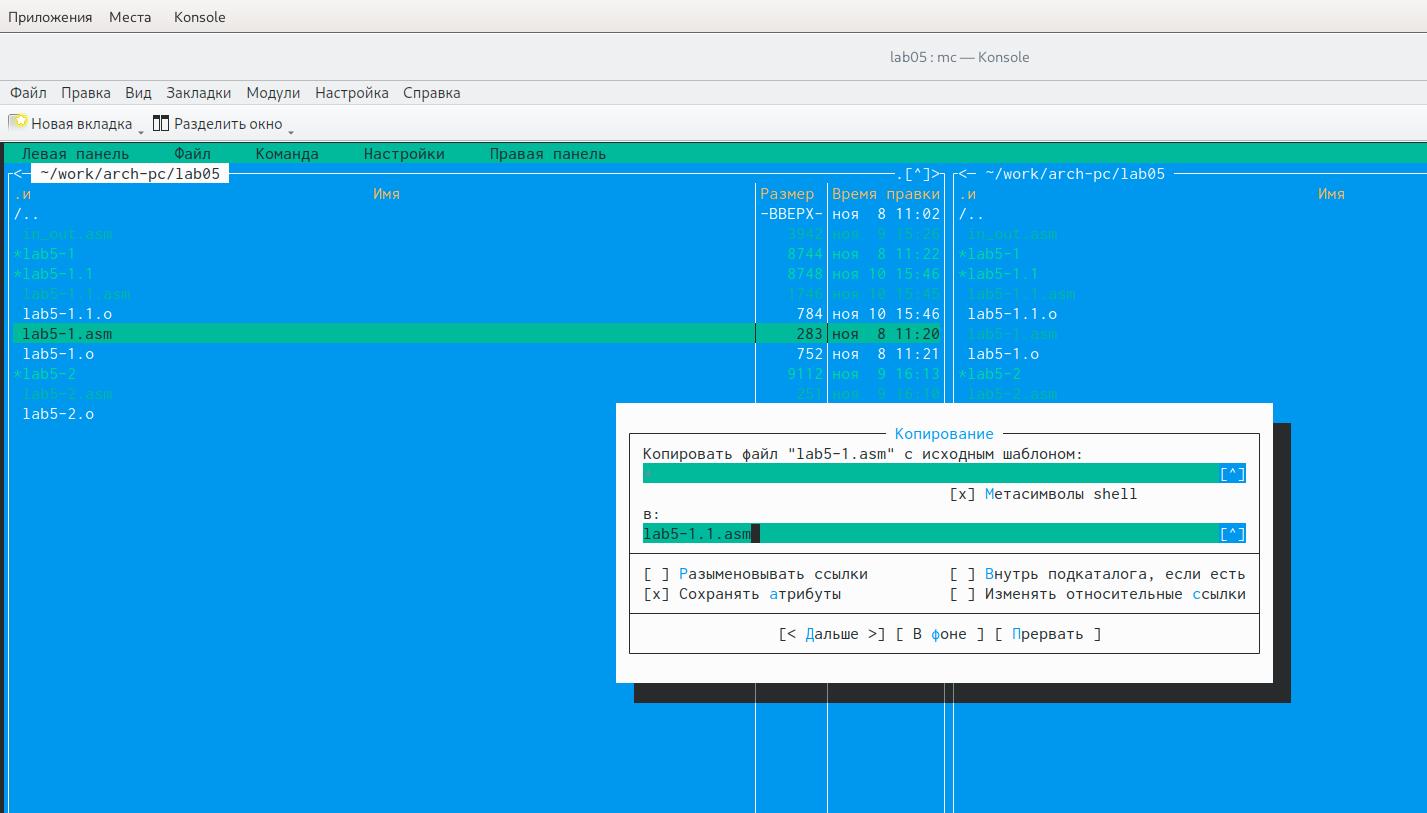 Приложения Места Konsole
lab05 : mc — Konsole
Файл Правка Вид Закладки Модули Настройка Справка
Новая вкладка Разделить окно
Левая панель Файл Команда Настройки Правая панель
<─ ~/work/arch-pc/lab05 .[^]> <─ ~/work/arch-pc/lab05
.и Имя Размер Время правки .и Имя
/.. -ВВЕРХ- ноя 8 11:02 /..
in_out.asm 3942 ноя 9 15:26 in_out.asm
*lab5-1 8744 ноя 8 11:22 *lab5-1
*lab5-1.1 8748 ноя 10 15:46 *lab5-1.1
lab5-1.1.asm 1746 ноя 10 15:45 lab5-1.1.asm
lab5-1.1.o 784 ноя 10 15:46 lab5-1.1.o
lab5-1.asm 283 ноя 8 11:20 lab5-1.asm
lab5-1.o 752 ноя 8 11:21 lab5-1.o
*lab5-2 9112 ноя 9 16:13 *lab5-2
lab5-2.asm 251 ноя 9 16:10 lab5-2.asm
lab5-2.o
Копирование
Копировать файл "lab5-1.asm" с исходным шаблоном:
* [^]
[x] Метасимволы shell
в:
lab5-1.1.asm [^]
[ ] Разыменовывать ссылки [ ] Внутрь подкаталога, если есть
[x] Сохранять атрибуты [ ] Изменять относительные ссылки
[< Дальше >] [ В фоне ] [ Прервать ]